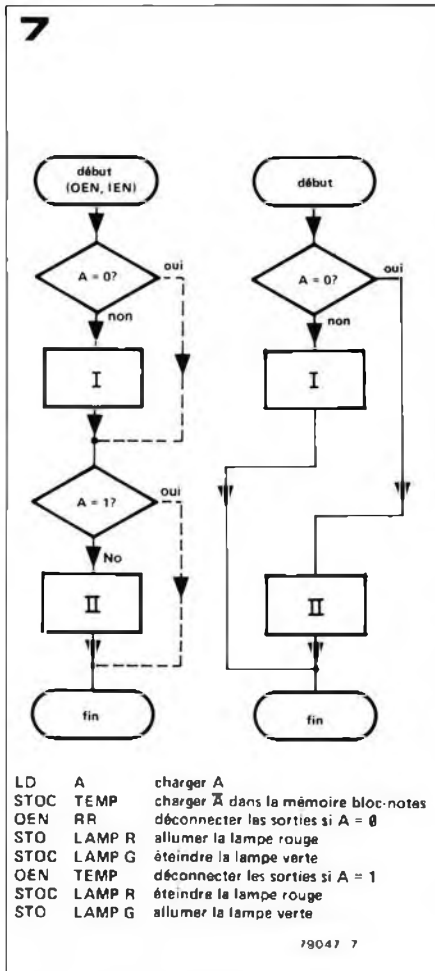 7
début
(OEN, IEN)
A = 0?
oui
non
I
A = 1?
oui
No
II
fin
début
A = 0?
oui
non
I
II
fin
LD A charger A
STOC TEMP charger A̅ dans la mémoire bloc-notes
OEN RR déconnecter les sorties si A = 0
STO LAMP R allumer la lampe rouge
STOC LAMP G éteindre la lampe verte
OEN TEMP déconnecter les sorties si A = 1
STOC LAMP R éteindre la lampe rouge
STO LAMP G allumer la lampe verte
79047 7